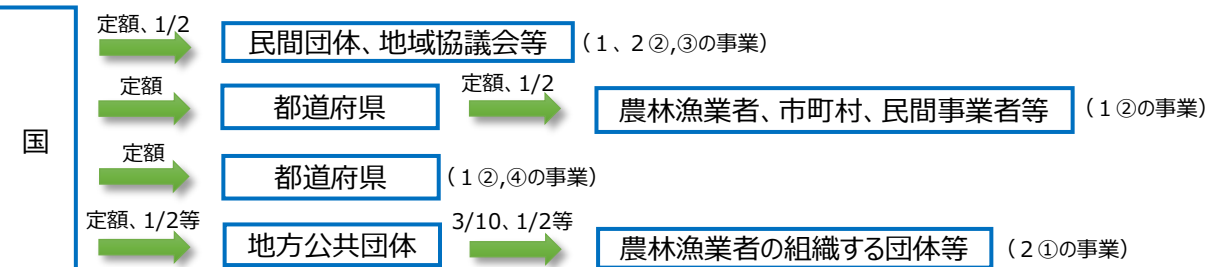 国
定額、1/2
民間団体、地域協議会等
(1、2②,③の事業)
定額
都道府県
定額、1/2
農林漁業者、市町村、民間事業者等
(1②の事業)
定額
都道府県
(1②,④の事業)
定額、1/2等
地方公共団体
3/10、1/2等
農林漁業者の組織する団体等
(2①の事業)